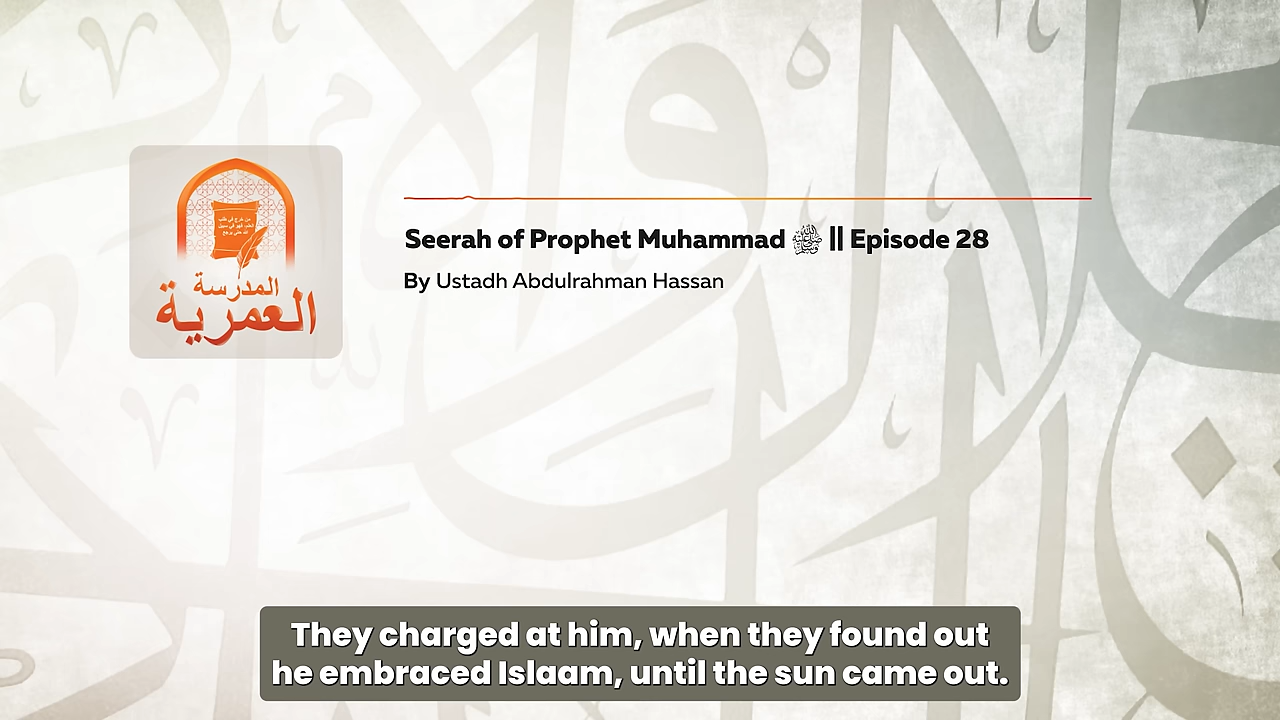 المدرسة
العمرية
Seerah of Prophet Muhammad ﷺ || Episode 28
By Ustadh Abdulrahman Hassan
They charged at him, when they found out
he embraced Islaam, until the sun came out.